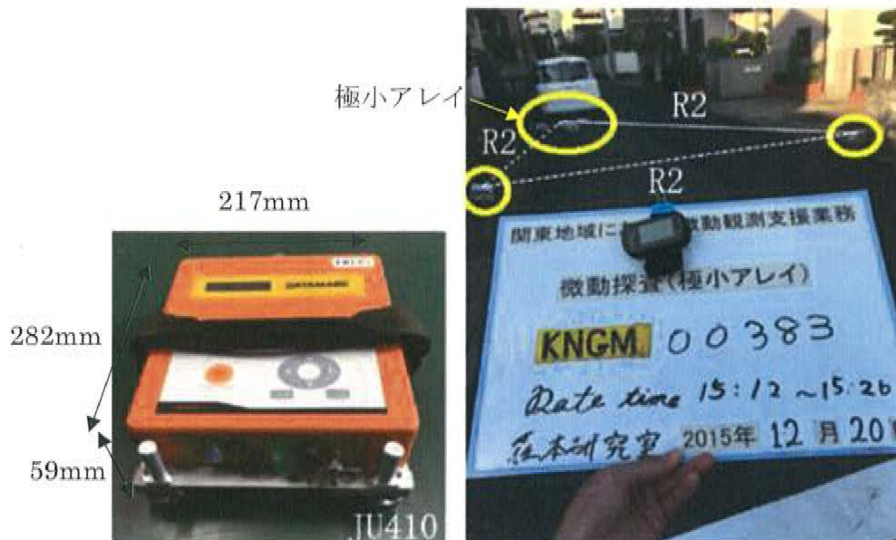 極小アレイ
R2
R2
R2
217mm
282mm
59mm
DATAMARK
JU410
関東地域に
微動観測支援業務
微動探査(極小アレイ)
KNGM 00383
Date time 15:12 ~15:26
研究室 2015年 12月 20